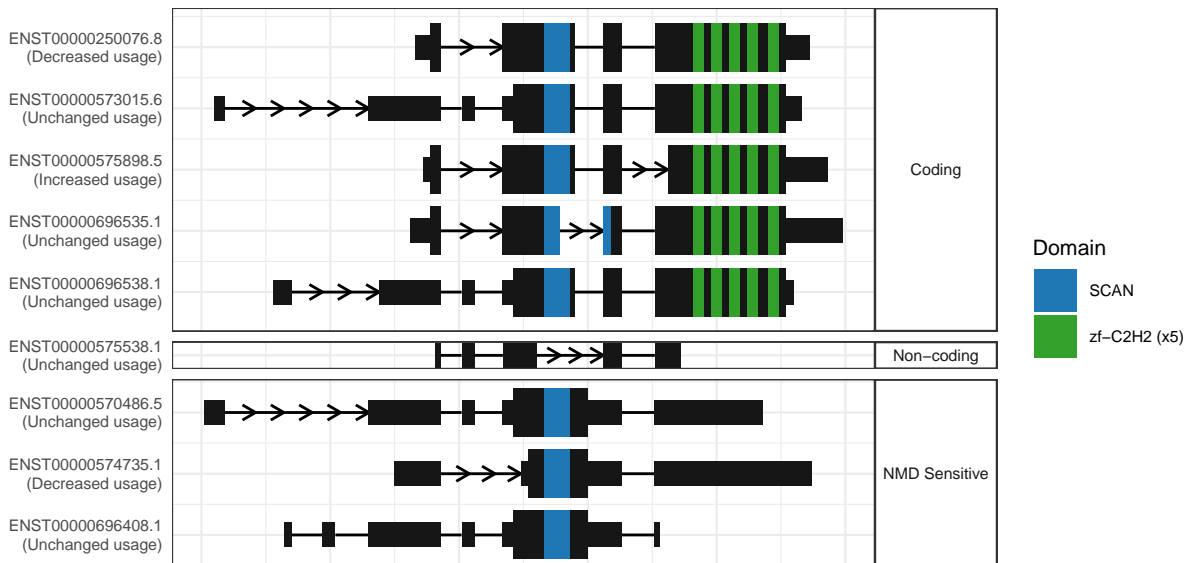 ENST00000250076.8
(Decreased usage)
ENST00000573015.6
(Unchanged usage)
ENST00000575898.5
(Increased usage)
ENST00000696535.1
(Unchanged usage)
ENST00000696538.1
(Unchanged usage)
Coding
ENST00000575538.1
(Unchanged usage)
Non−coding
ENST00000570486.5
(Unchanged usage)
ENST00000574735.1
(Decreased usage)
ENST00000696408.1
(Unchanged usage)
NMD Sensitive
Domain
SCAN
zf−C2H2 (x5)